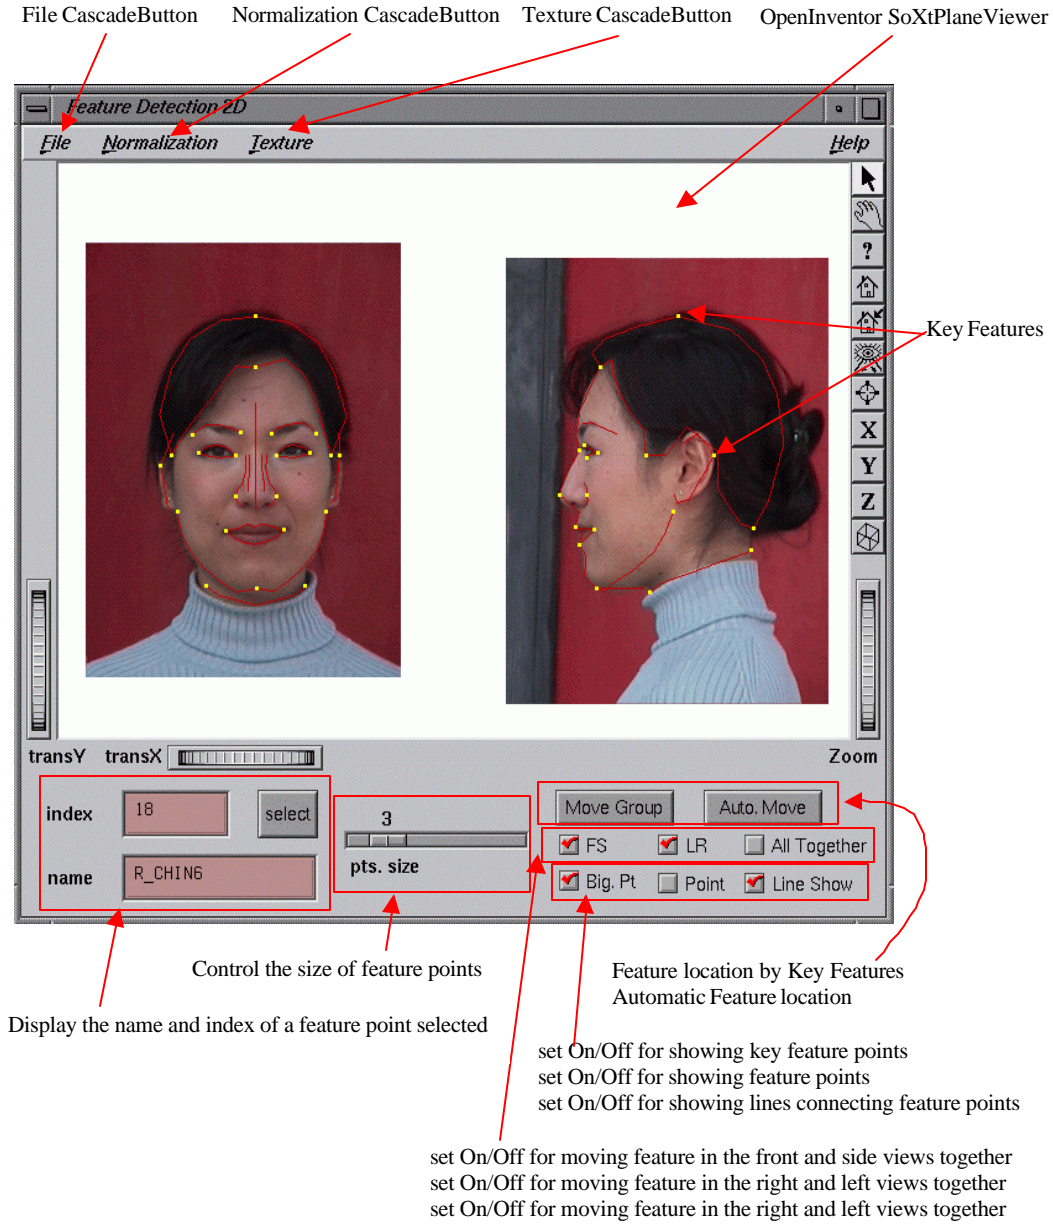 File CascadeButton Normalization CascadeButton Texture CascadeButton OpenInventor SoXtPlaneViewer
Feature Detection 2D
File Normalization Texture Help
?
Key Features
X
Y
Z
transY transX Zoom
index 18 select
name R_CHIN6
3
pts. size
Move Group Auto. Move
FS LR All Together
Big. Pt Point Line Show
Control the size of feature points
Feature location by Key Features
Automatic Feature location
Display the name and index of a feature point selected
set On/Off for showing key feature points
set On/Off for showing feature points
set On/Off for showing lines connecting feature points
set On/Off for moving feature in the front and side views together
set On/Off for moving feature in the right and left views together
set On/Off for moving feature in the right and left views together